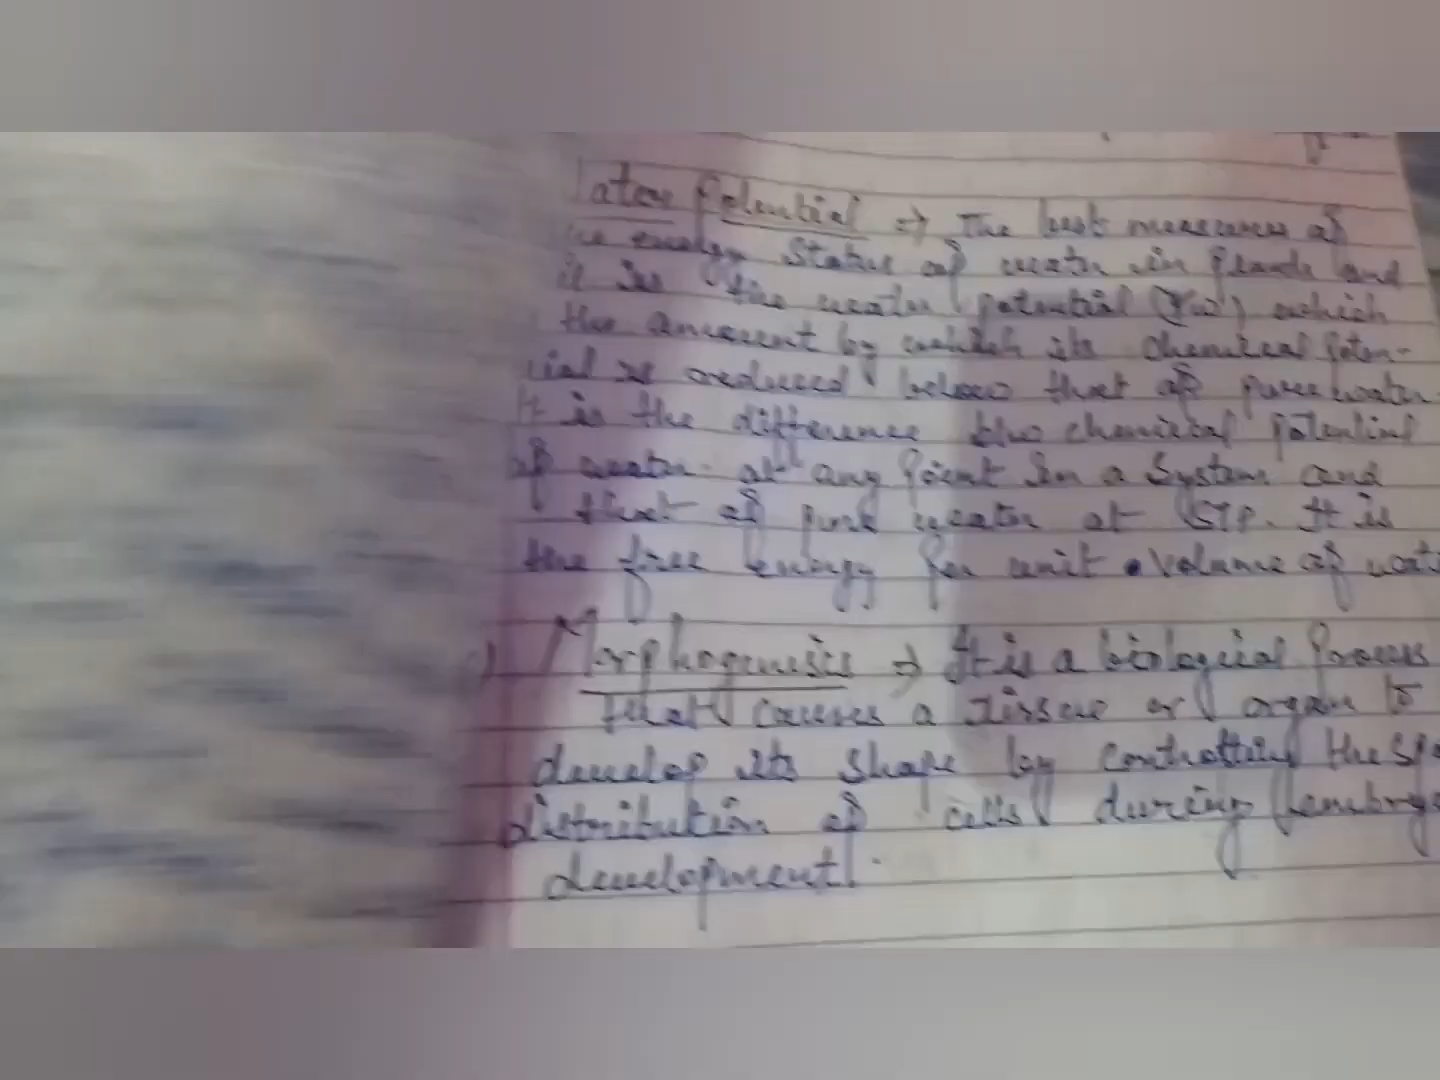 ater Potential ⇒ The best measures of
energy status of water in plants and
it is the water potential (Ψw) which
the amount by which its chemical poten-
ial is reduced below that of pure water.
It is the difference b/w chemical potential
of water at any point in a system and
that of pure water at STP. It is
the free energy per unit volume of wat
Morphogenesis ⇒ It is a biological process
that causes a tissue or organ to
develop its shape by controlling the sp
distribution of cells during embryo
development.